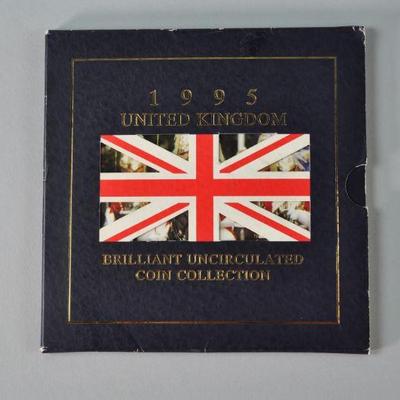 1995
UNITED KINGDOM
BRILLIANT UNCIRCULATED
COIN COLLECTION